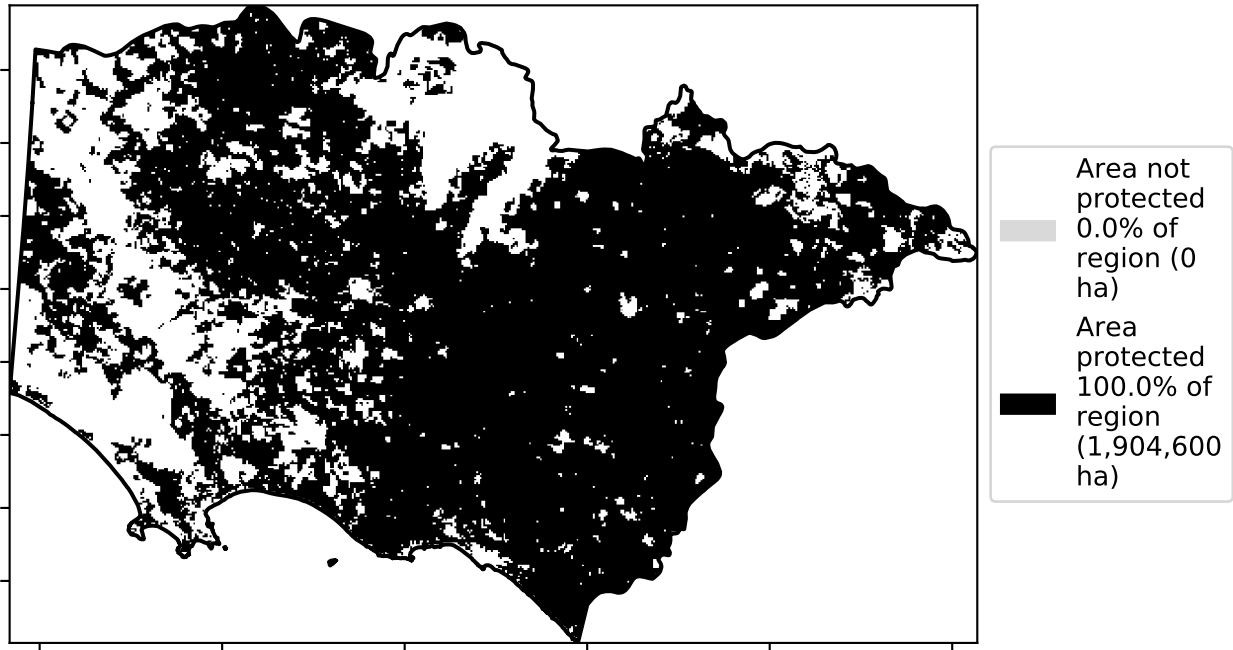 Area not
protected
0.0% of
region (0
ha)
Area
protected
100.0% of
region
(1,904,600
ha)